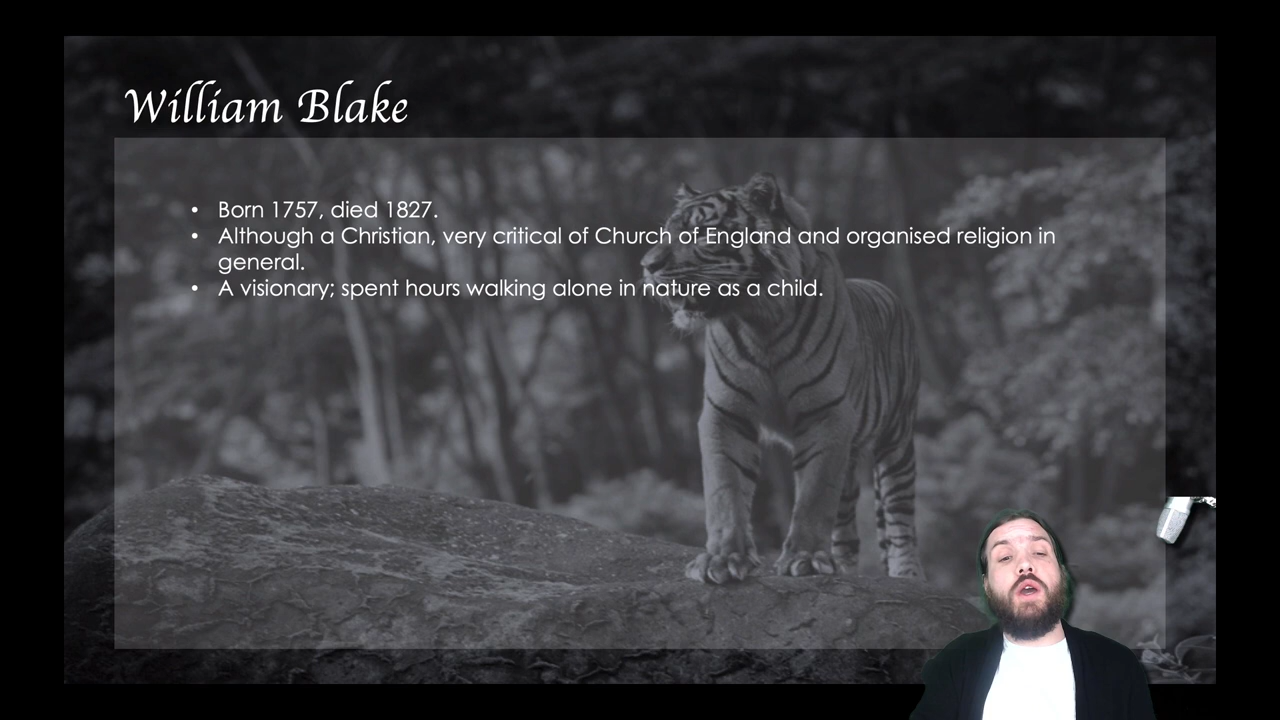 William Blake
• Born 1757, died 1827.
• Although a Christian, very critical of Church of England and organised religion in
general.
• A visionary; spent hours walking alone in nature as a child.